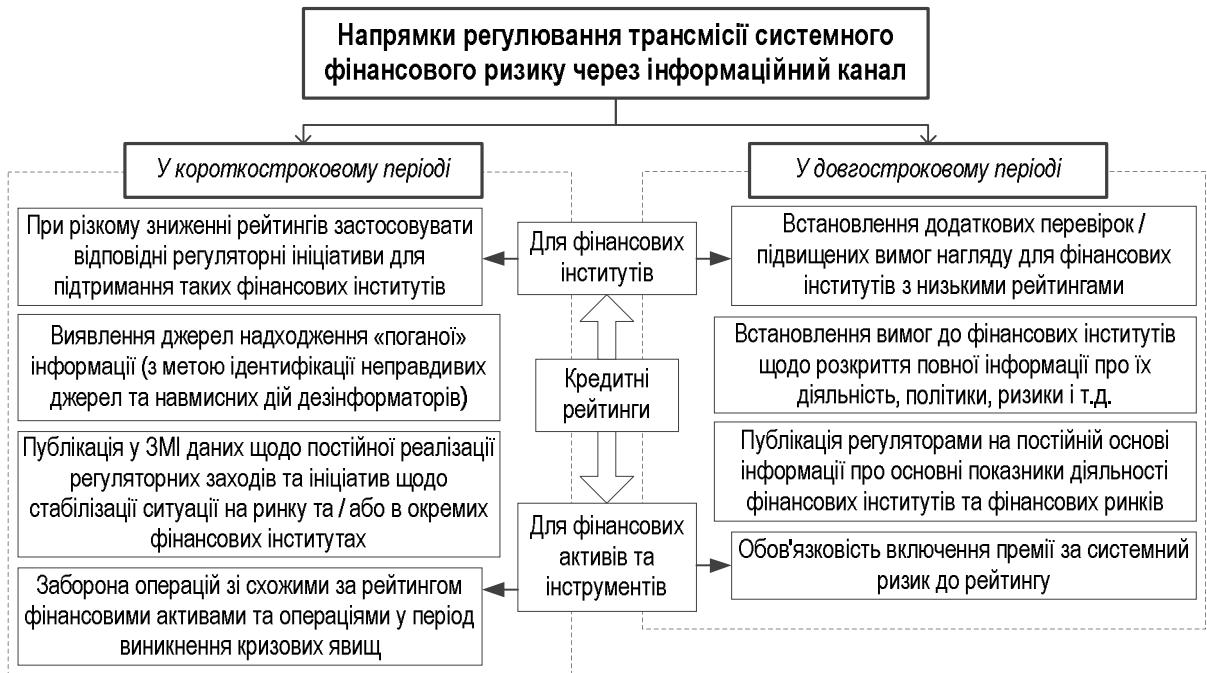 Напрямки регулювання трансмісії системного
фінансового ризику через інформаційний канал
У короткостроковому періоді
При різкому зниженні рейтингів застосовувати
відповідні регуляторні ініціативи для
підтримання таких фінансових інститутів
Виявлення джерел надходження «поганої»
інформації (з метою ідентифікації неправдивих
джерел та навмисних дій дезінформаторів)
Публікація у ЗМІ даних щодо постійної реалізації
регуляторних заходів та ініціатив щодо
стабілізації ситуації на ринку та / або в окремих
фінансових інститутах
Заборона операцій зі схожими за рейтингом
фінансовими активами та операціями у період
виникнення кризових явищ
Для фінансових
інститутів
Кредитні
рейтинги
Для фінансових
активів та
інструментів
У довгостроковому періоді
Встановлення додаткових перевірок /
підвищених вимог нагляду для фінансових
інститутів з низькими рейтингами
Встановлення вимог до фінансових інститутів
щодо розкриття повної інформації про їх
діяльність, політики, ризики і т.д.
Публікація регуляторами на постійній основі
інформації про основні показники діяльності
фінансових інститутів та фінансових ринків
Обов'язковість включення премії за системний
ризик до рейтингу